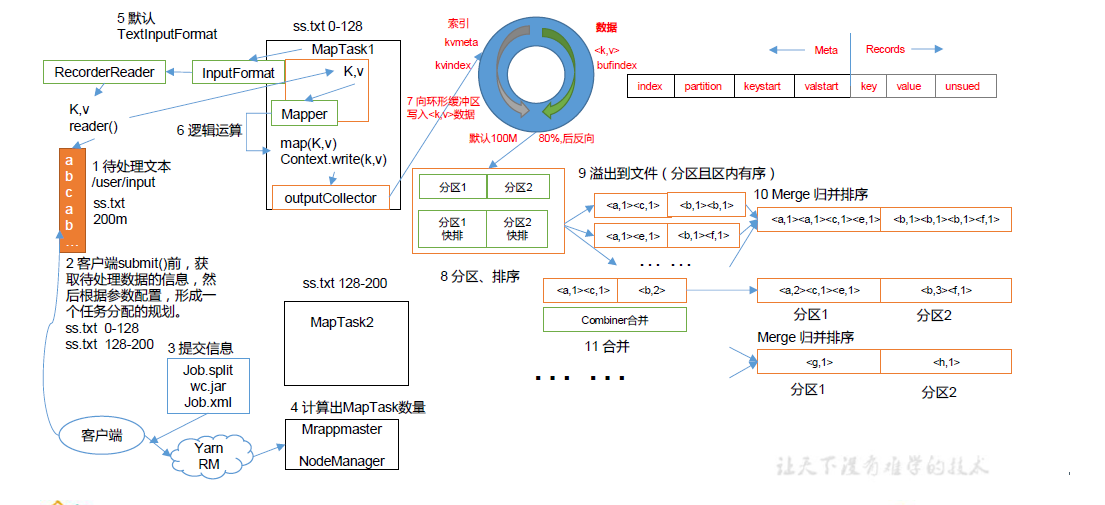 5 默认
TextInputFormat
ss.txt 0-128
MapTask1
RecorderReader
InputFormat
K,v
K,v
reader()
Mapper
6 逻辑运算
map(K,v)
Context.write(k,v)
outputCollector
a
b
c
a
b
...
1 待处理文本
/user/input
ss.txt
200m
2 客户端submit()前，获
取待处理数据的信息，然
后根据参数配置，形成一
个任务分配的规划。
ss.txt 0-128
ss.txt 128-200
3 提交信息
Job.split
wc.jar
Job.xml
客户端
Yarn
RM
4 计算出MapTask数量
Mrappmaster
NodeManager
ss.txt 128-200
MapTask2
索引
kvmeta
kvindex
数据
<k,v>
bufindex
7 向环形缓冲区
写入<k,v>数据
默认100M
80%,后反向
Meta
Records
index
partition
keystart
valstart
key
value
unsued
分区1
分区2
分区1
快排
分区2
快排
8 分区、排序
9 溢出到文件（分区且区内有序）
<a,1><c,1>
<b,1><b,1>
<a,1><e,1>
<b,1><f,1>
... ...
10 Merge 归并排序
<a,1><a,1><c,1><e,1>
<b,1><b,1><b,1><f,1>
<a,1><c,1>
<b,2>
Combiner合并
11 合并
<a,2><c,1><e,1>
<b,3><f,1>
分区1
分区2
Merge 归并排序
... ...
<g,1>
<h,1>
分区1
分区2
让天下没有难学的技术